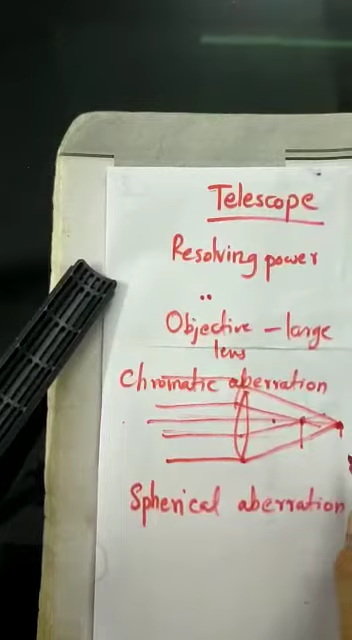 Telescope
Resolving power
Objective - large
lens
Chromatic aberration
Spherical aberration